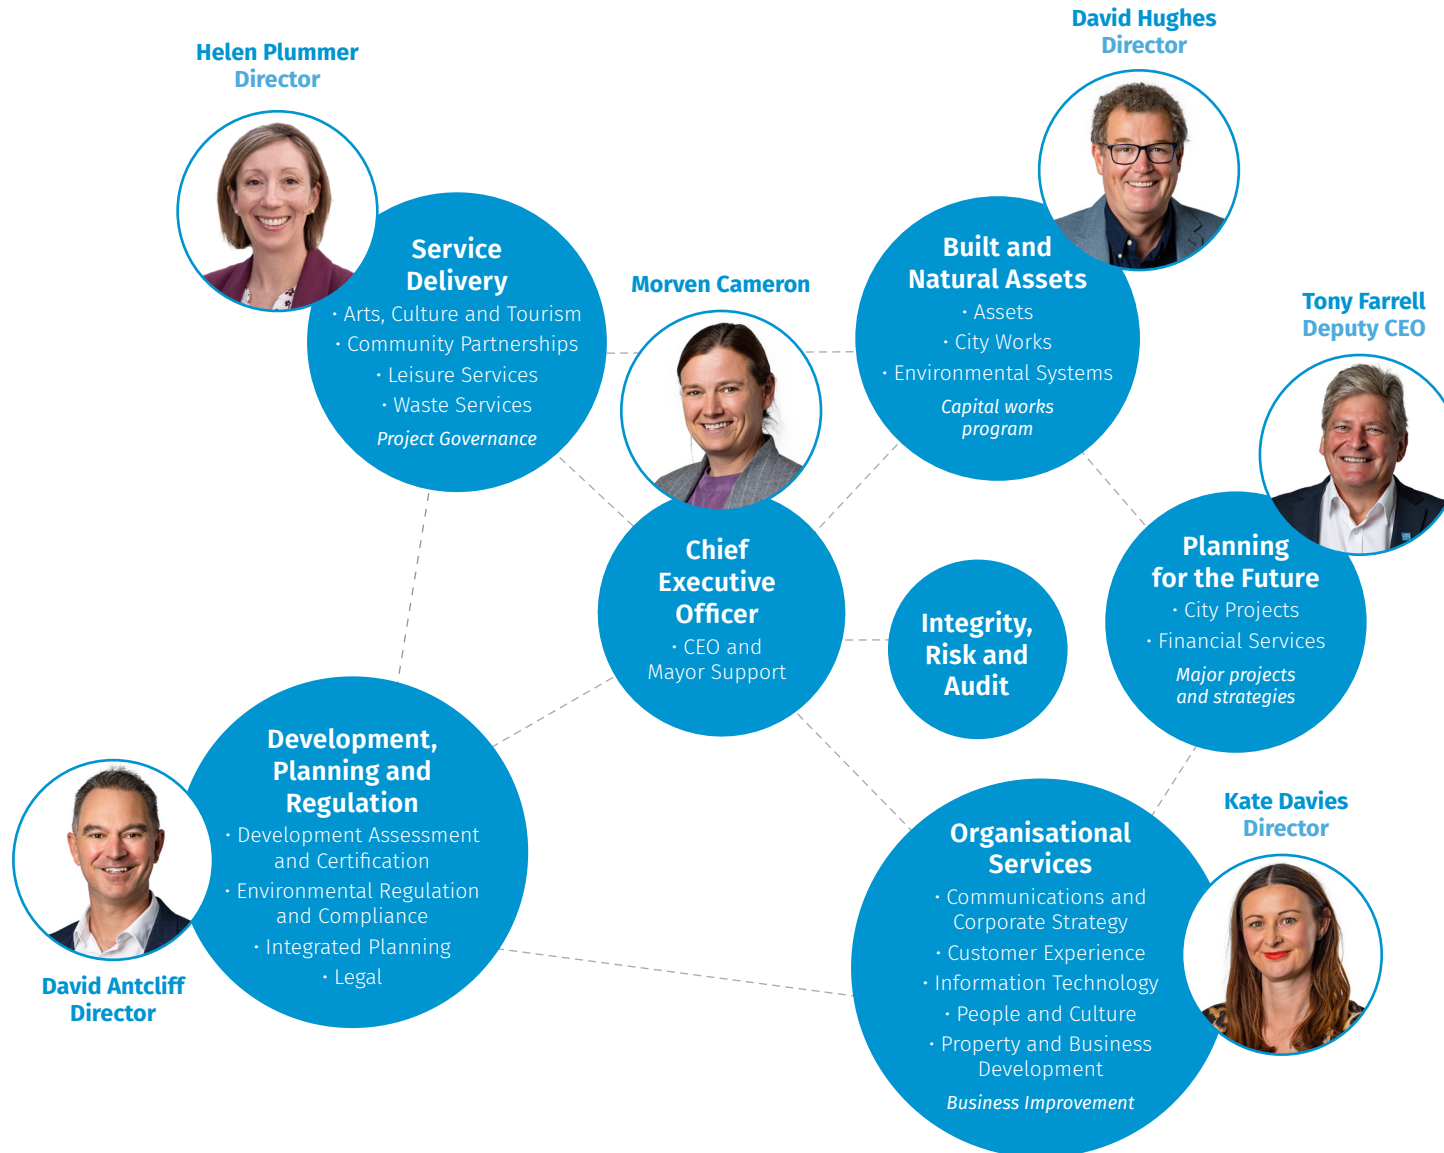 Helen Plummer
Director
Service
Delivery
· Arts, Culture and Tourism
· Community Partnerships
· Leisure Services
· Waste Services
Project Governance
Morven Cameron
Chief
Executive
Officer
· CEO and
Mayor Support
David Hughes
Director
Built and
Natural Assets
· Assets
· City Works
· Environmental Systems
Capital works
program
Tony Farrell
Deputy CEO
Planning
for the Future
· City Projects
· Financial Services
Major projects
and strategies
Integrity,
Risk and
Audit
Development,
Planning and
Regulation
· Development Assessment
and Certification
· Environmental Regulation
and Compliance
· Integrated Planning
· Legal
David Antcliff
Director
Kate Davies
Director
Organisational
Services
· Communications and
Corporate Strategy
· Customer Experience
· Information Technology
· People and Culture
· Property and Business
Development
Business Improvement